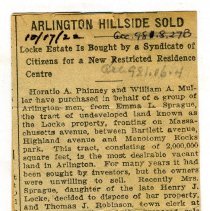 ARLINGTON HILLSIDE SOLD
10/17/22
Locke Estate Is Bought by a Syndicate of
Citizens for a New Restricted Residence
Centre
Horatio A. Phinney and William A. Mul-
lar have purchased in behalf of a group of
Arlington men, from Emma L. Sprague,
the tract of undeveloped land known as
the Locke property, fronting on Massa-
chusetts avenue, between Bartlett avenue,
Highland avenue and Menotomy Rocks
park. This tract, consisting of 2,000,000
square feet, is the most desirable vacant
land in Arlington. For many years it had
been sought by investors, but the owners
were unwilling to sell. Recently Mrs.
Sprague, daughter of the late Henry J.
Locke, decided to dispose of her property
and Thomas J. Robinson, town clerk at